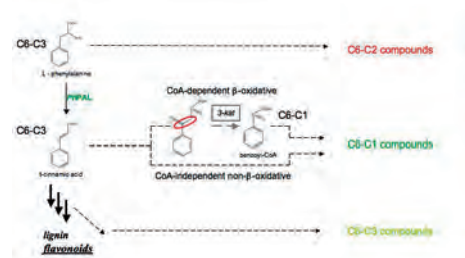 C6-C3
C6-C2 compounds
L - phenylalanine
PhPAL
CoA-dependent β-oxidative
3-kat
C6-C1
C6-C3
benzoyl-CoA
C6-C1 compounds
t-cinnamic acid
CoA-independent non-β-oxidative
lignin
flavonoids
C6-C3 compounds